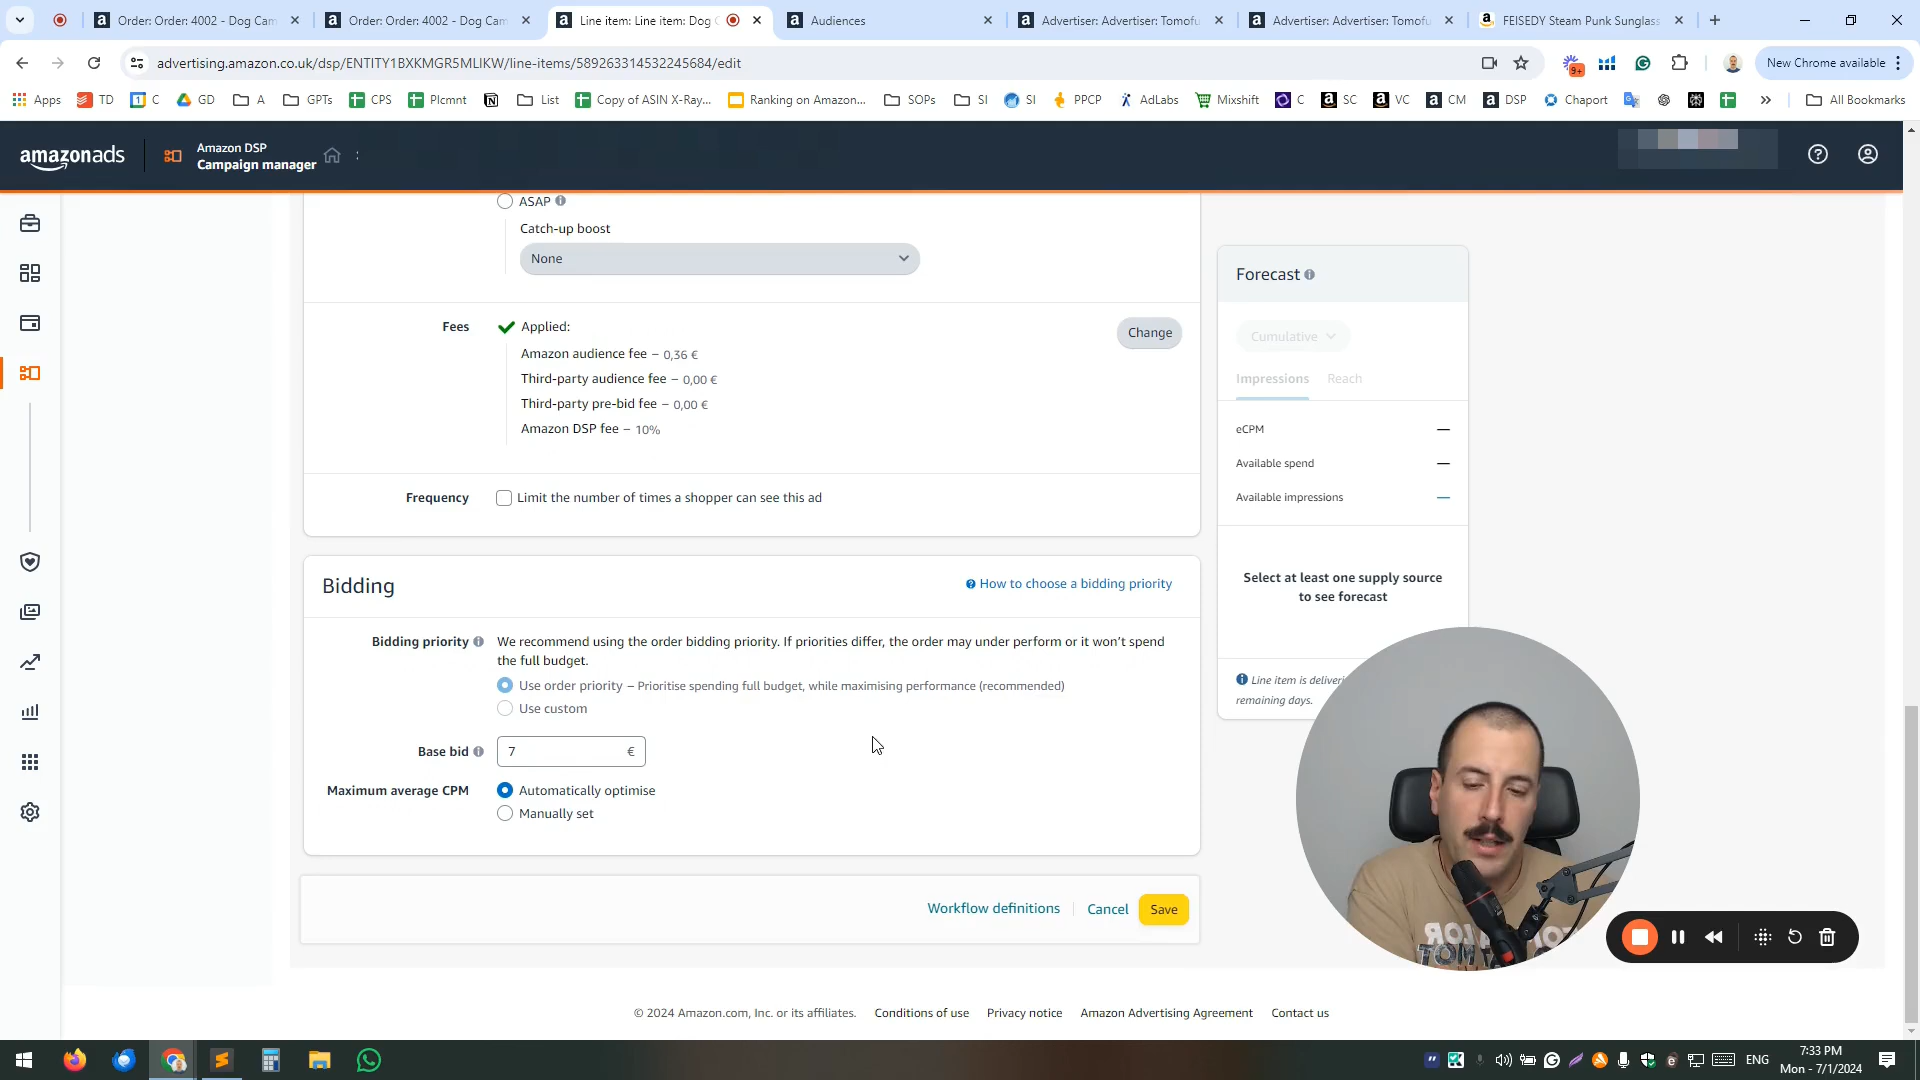 Order: Order: 4002 - Dog Cam
Order: Order: 4002 - Dog Cam
Line item: Line item: Dog C
Audiences
Advertiser: Advertiser: Tomofu
Advertiser: Advertiser: Tomofu
FEISEDY Steam Punk Sunglass
advertising.amazon.co.uk/dsp/ENTITY1BXKMGR5MLIKW/line-items/589263314532245684/edit
9+
New Chrome available
Apps
TD
1 C
GD
A
GPTs
CPS
Plcmnt
List
Copy of ASIN X-Ray...
Ranking on Amazon...
SOPs
SI
SI
PPCP
AdLabs
Mixshift
C
SC
VC
CM
DSP
Chaport
»
All Bookmarks
amazonads
Amazon DSP
Campaign manager
ASAP
Catch-up boost
None
Fees
Applied:
Change
Amazon audience fee – 0,36 €
Third-party audience fee – 0,00 €
Third-party pre-bid fee – 0,00 €
Amazon DSP fee – 10%
Frequency
Limit the number of times a shopper can see this ad
Bidding
How to choose a bidding priority
Bidding priority
We recommend using the order bidding priority. If priorities differ, the order may under perform or it won't spend
the full budget.
Use order priority – Prioritise spending full budget, while maximising performance (recommended)
Use custom
Base bid
7 €
Maximum average CPM
Automatically optimise
Manually set
Workflow definitions
Cancel
Save
Forecast
Cumulative
Impressions
Reach
eCPM —
Available spend —
Available impressions —
Select at least one supply source
to see forecast
Line item is deliveri
remaining days.
© 2024 Amazon.com, Inc. or its affiliates.
Conditions of use
Privacy notice
Amazon Advertising Agreement
Contact us
ENG
7:33 PM
Mon - 7/1/2024